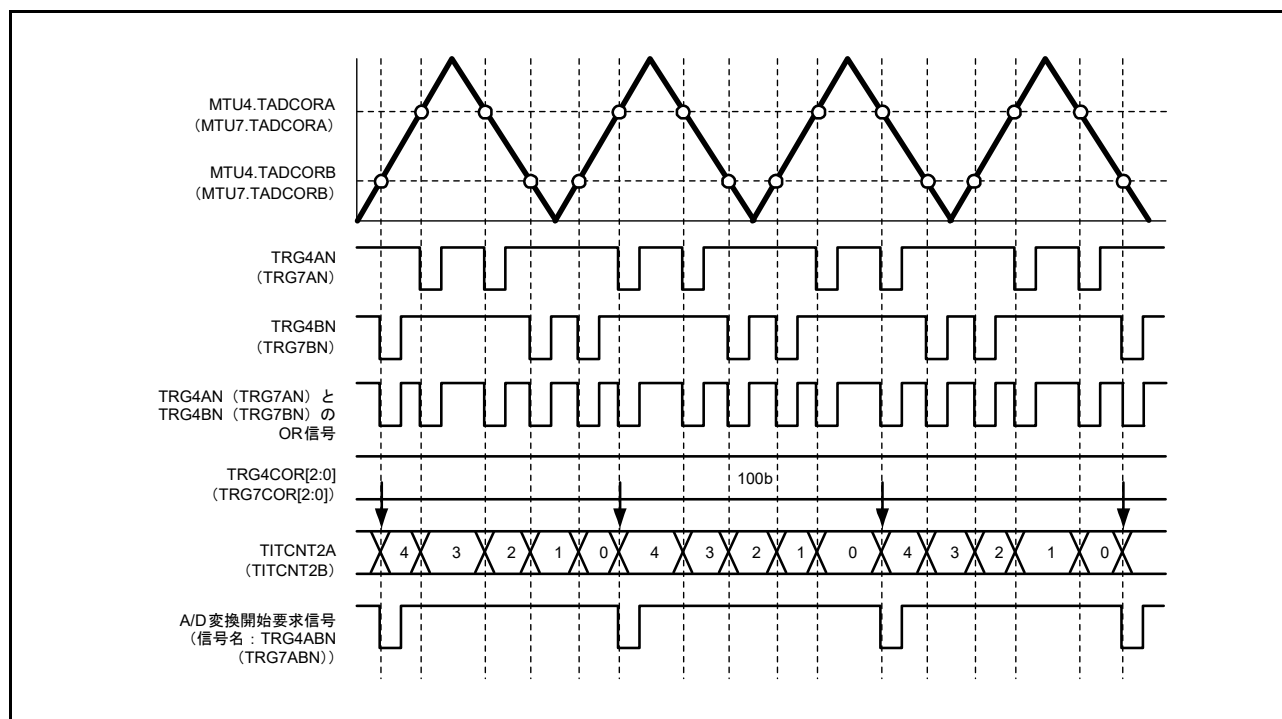 MTU4.TADCORA
（MTU7.TADCORA）
MTU4.TADCORB
（MTU7.TADCORB）
TRG4AN
（TRG7AN）
TRG4BN
（TRG7BN）
TRG4AN（TRG7AN）と
TRG4BN（TRG7BN）の
OR信号
TRG4COR[2:0]
（TRG7COR[2:0]）
100b
TITCNT2A
（TITCNT2B）
4 3 2 1 0 4 3 2 1 0 4 3 2 1 0
A/D変換開始要求信号
（信号名：TRG4ABN
（TRG7ABN））